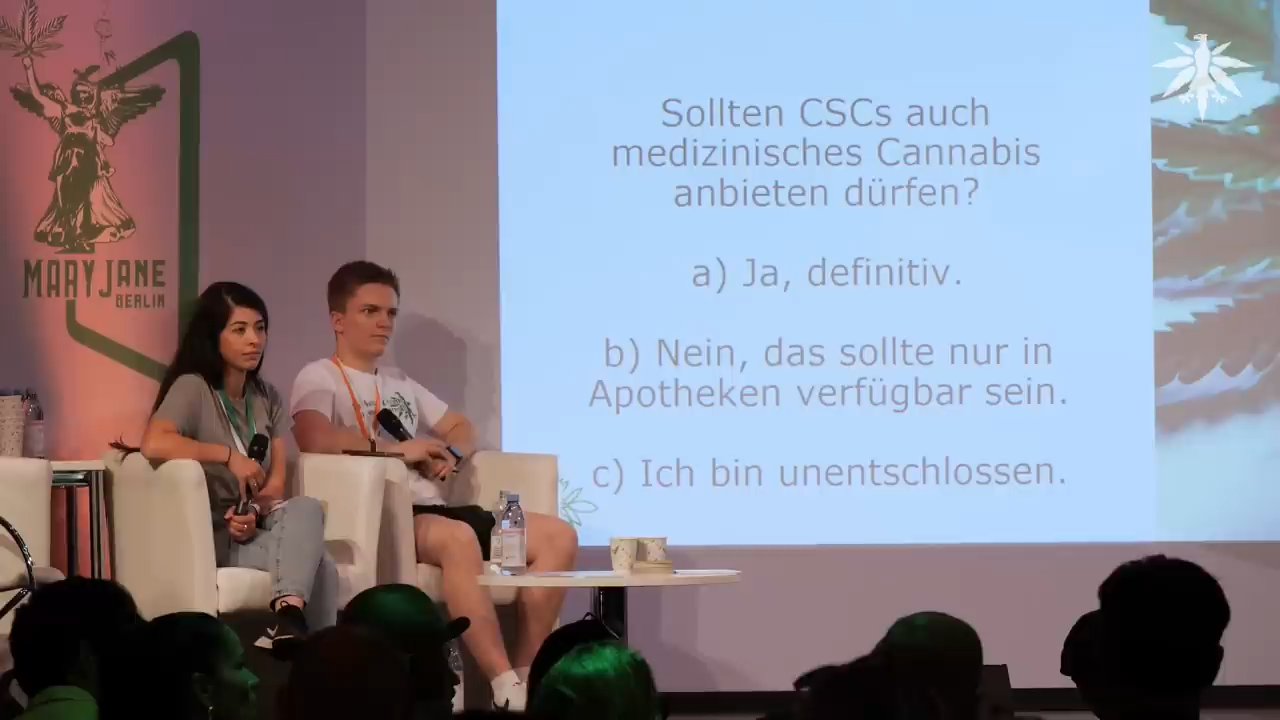 MARY JANE
BERLIN
Sollten CSCs auch
medizinisches Cannabis
anbieten dürfen?
a) Ja, definitiv.
b) Nein, das sollte nur in
Apotheken verfügbar sein.
c) Ich bin unentschlossen.